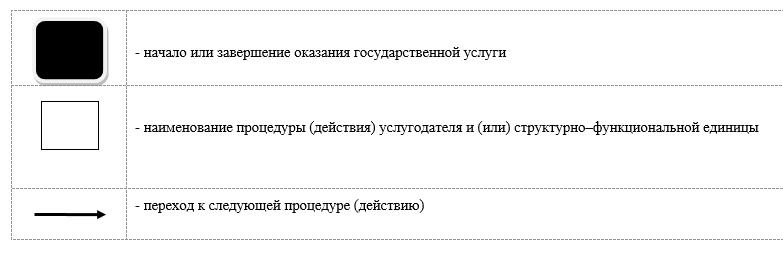 - начало или завершение оказания государственной услуги
- наименование процедуры (действия) услугодателя и (или) структурно–функциональной единицы
- переход к следующей процедуре (действию)